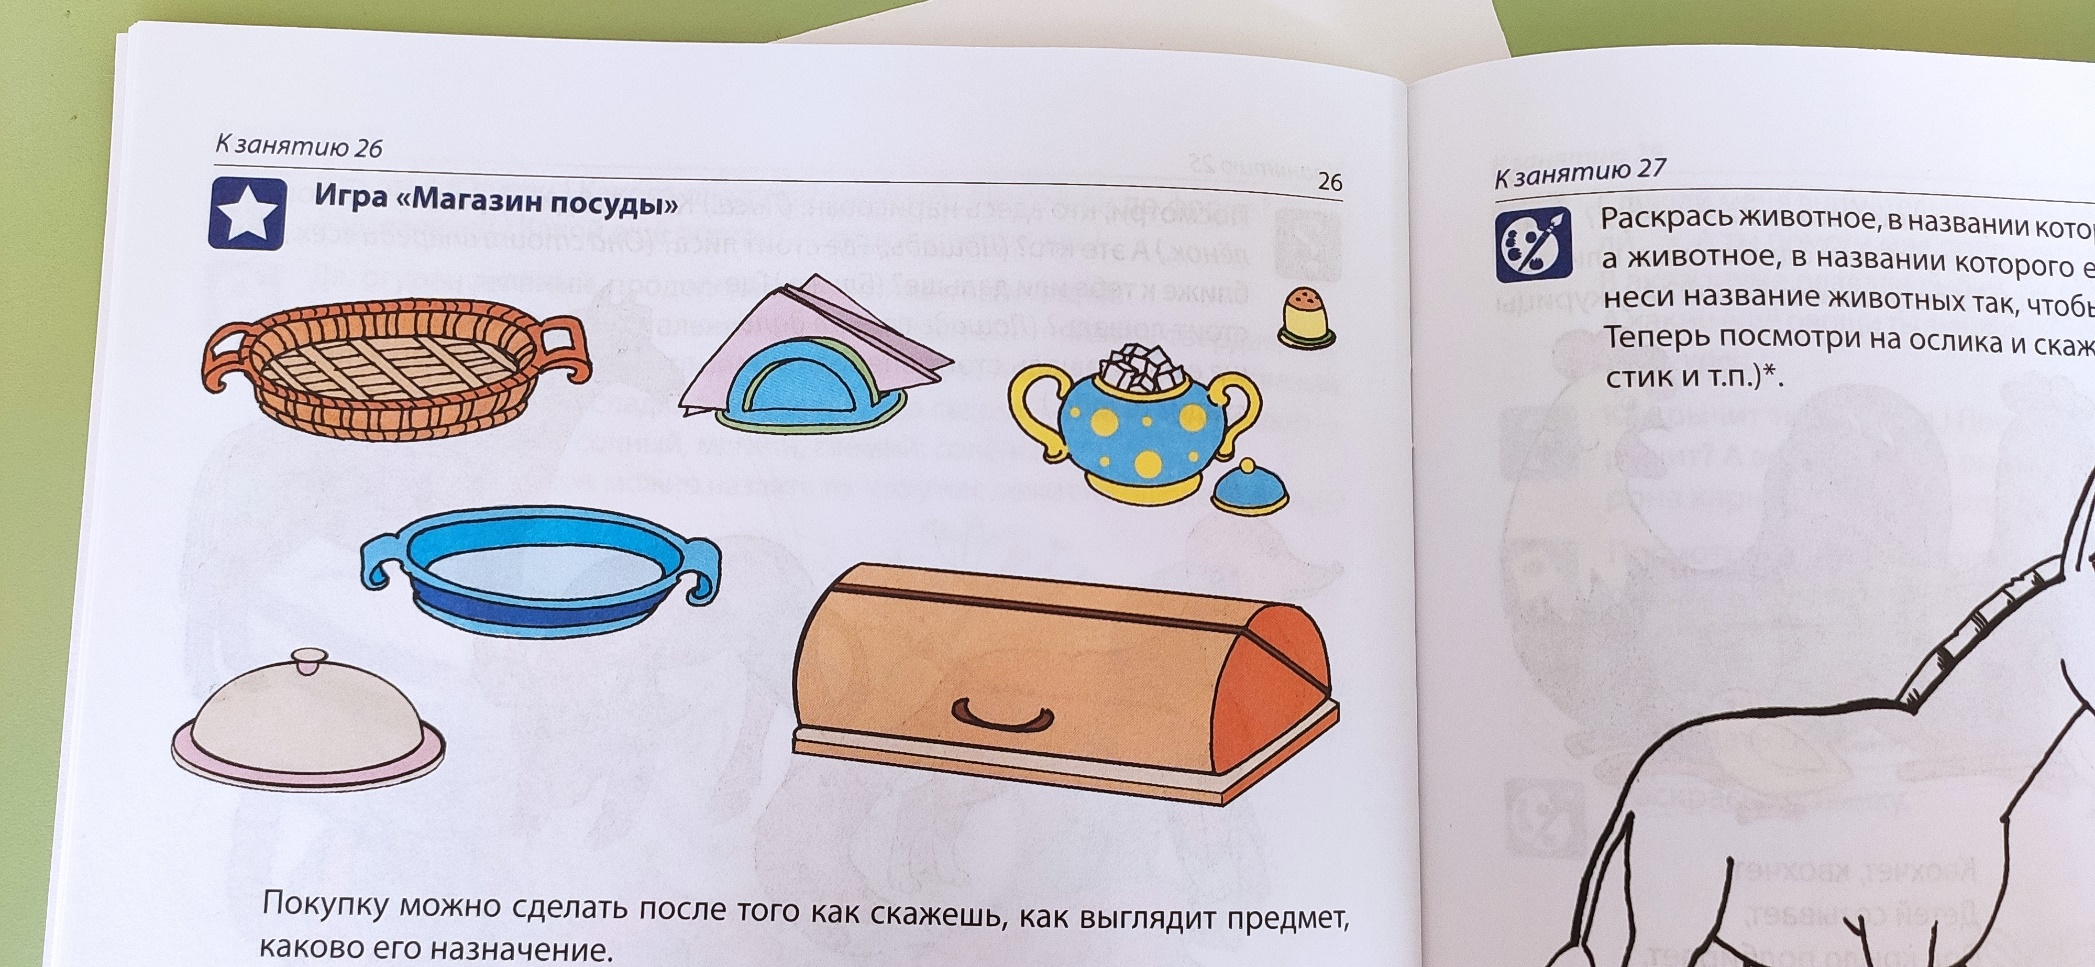 К занятию 26
26
Игра «Магазин посуды»
Покупку можно сделать после того как скажешь, как выглядит предмет,
каково его назначение.
К занятию 27
Раскрась животное, в названии кото
а животное, в названии которого е
неси название животных так, чтобы
Теперь посмотри на ослика и скаж
стик и т.п.)*.